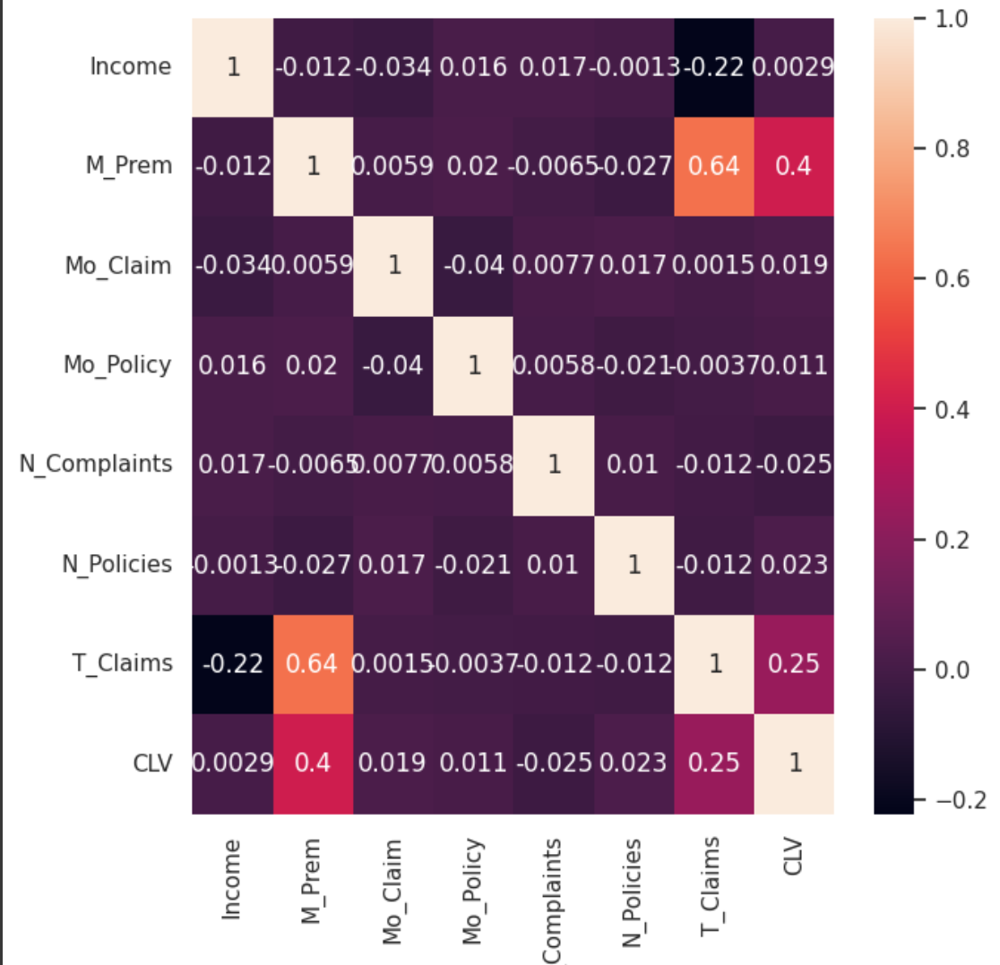 1.0
Income 1 -0.012 -0.034 0.016 0.017 -0.0013 -0.22 0.0029
0.8
M_Prem -0.012 1 0.0059 0.02 -0.0065 -0.027 0.64 0.4
Mo_Claim -0.034 0.0059 1 -0.04 0.0077 0.017 0.0015 0.019
0.6
Mo_Policy 0.016 0.02 -0.04 1 0.0058 -0.021 -0.0037 0.011
0.4
N_Complaints 0.017 -0.0065 0.0077 0.0058 1 0.01 -0.012 -0.025
0.2
N_Policies -0.0013 -0.027 0.017 -0.021 0.01 1 -0.012 0.023
T_Claims -0.22 0.64 0.0015 -0.0037 -0.012 -0.012 1 0.25
0.0
CLV 0.0029 0.4 0.019 0.011 -0.025 0.023 0.25 1
−0.2
Income M_Prem Mo_Claim Mo_Policy Complaints N_Policies T_Claims CLV